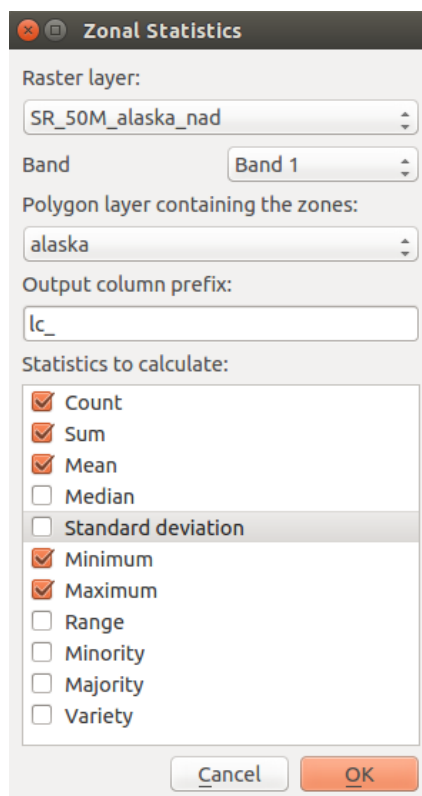 Zonal Statistics
Raster layer:
SR_50M_alaska_nad
Band Band 1
Polygon layer containing the zones:
alaska
Output column prefix:
lc_
Statistics to calculate:
Count
Sum
Mean
Median
Standard deviation
Minimum
Maximum
Range
Minority
Majority
Variety
Cancel OK